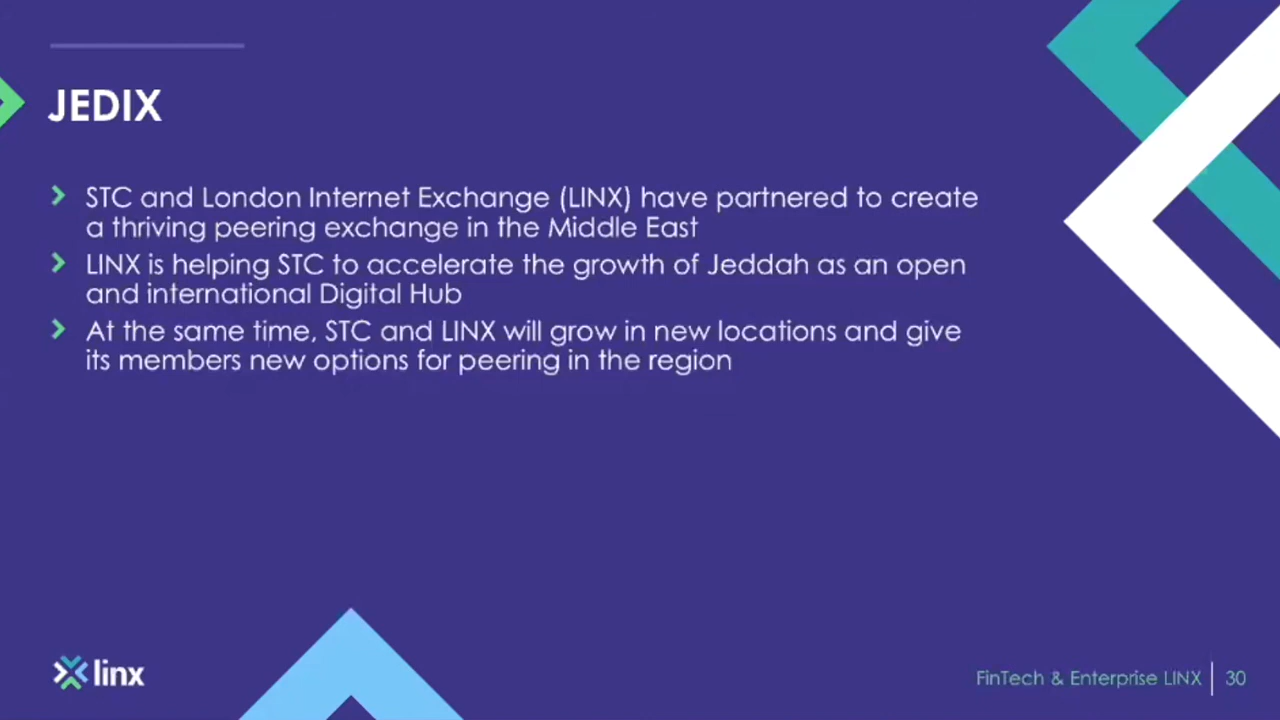 JEDIX
STC and London Internet Exchange (LINX) have partnered to create
a thriving peering exchange in the Middle East
LINX is helping STC to accelerate the growth of Jeddah as an open
and international Digital Hub
At the same time, STC and LINX will grow in new locations and give
its members new options for peering in the region
linx
FinTech & Enterprise LINX | 30